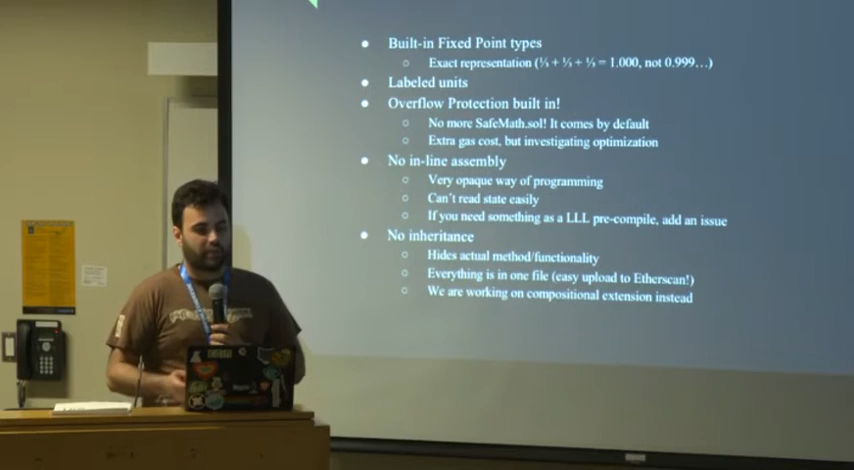 ● Built-in Fixed Point types
○ Exact representation (⅓ + ⅓ + ⅓ = 1.000, not 0.999…)
● Labeled units
● Overflow Protection built in!
○ No more SafeMath.sol! It comes by default
○ Extra gas cost, but investigating optimization
● No in-line assembly
○ Very opaque way of programming
○ Can't read state easily
○ If you need something as a LLL pre-compile, add an issue
● No inheritance
○ Hides actual method/functionality
○ Everything is in one file (easy upload to Etherscan!)
○ We are working on compositional extension instead